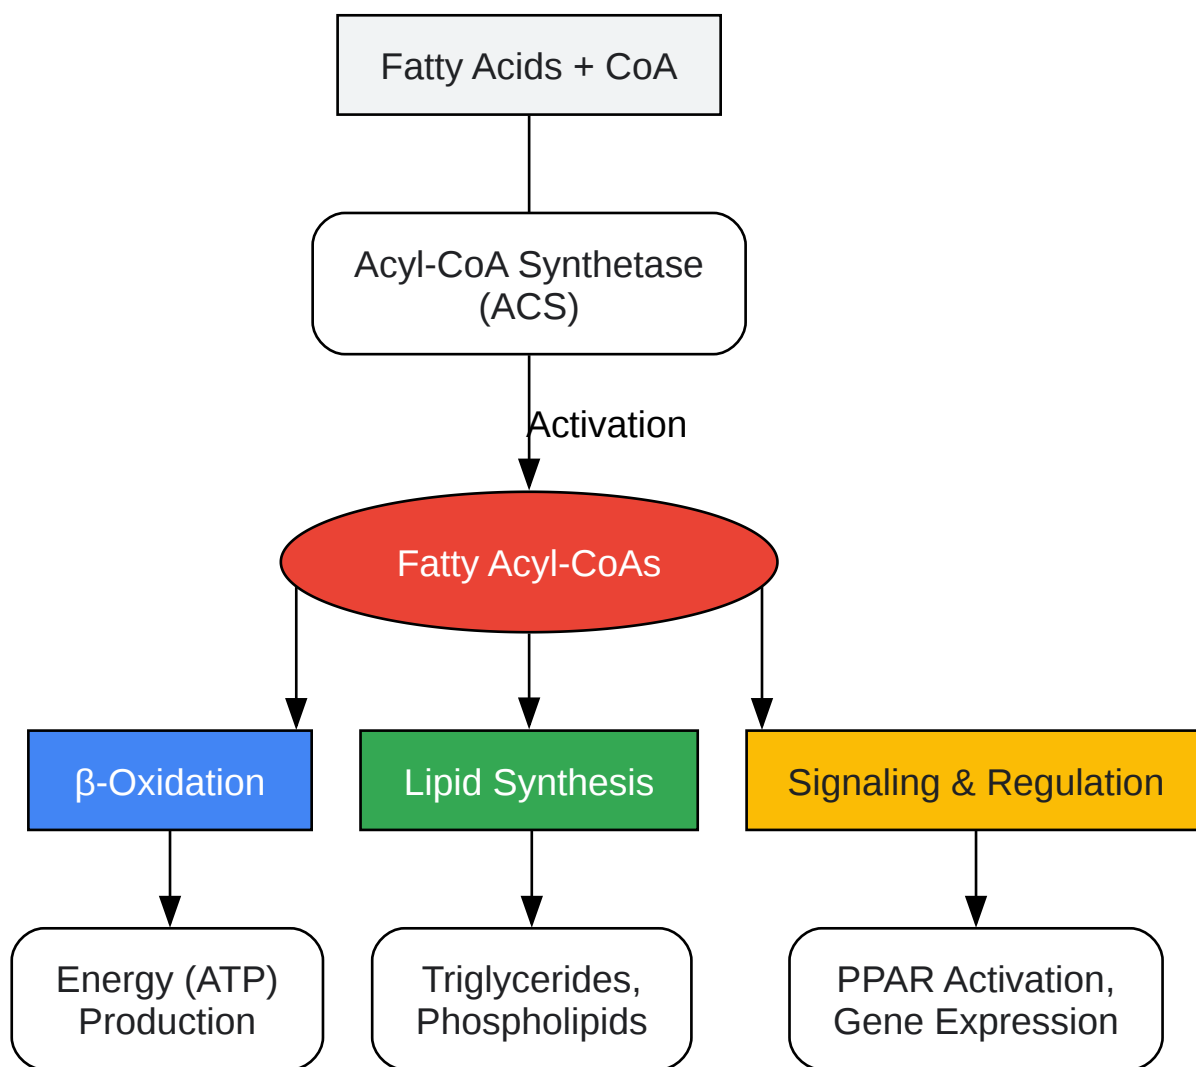 Fatty Acids + CoA
Acyl-CoA Synthetase
(ACS)
Activation
Fatty Acyl-CoAs
β-Oxidation
Lipid Synthesis
Signaling & Regulation
Energy (ATP)
Production
Triglycerides,
Phospholipids
PPAR Activation,
Gene Expression